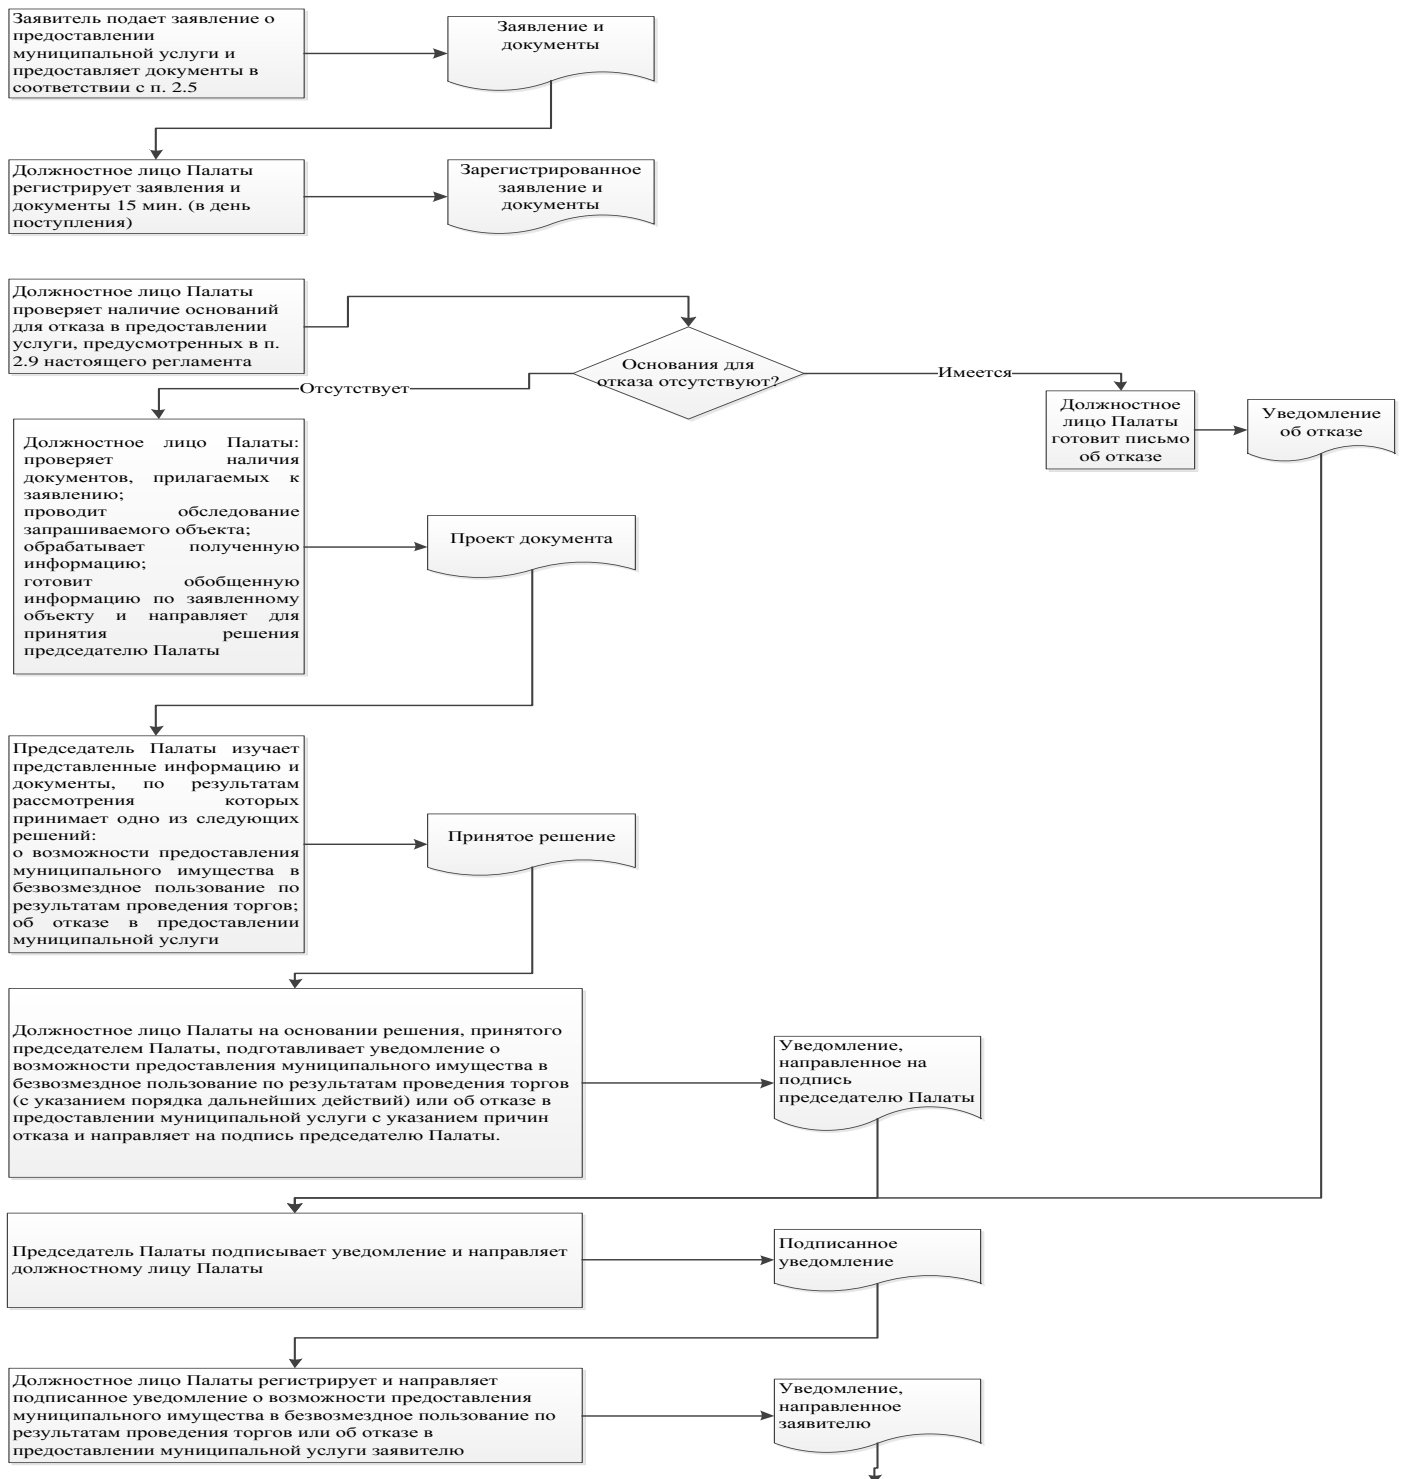 Заявитель подает заявление о
предоставлении
муниципальной услуги и
предоставляет документы в
соответствии с п. 2.5
Заявление и
документы
Должностное лицо Палаты
регистрирует заявления и
документы 15 мин. (в день
поступления)
Зарегистрированное
заявление и
документы
Должностное лицо Палаты
проверяет наличие оснований
для отказа в предоставлении
услуги, предусмотренных в п.
2.9 настоящего регламента
Основания для
отказа отсутствуют?
Отсутствует
Имеется
Должностное
лицо Палаты
готовит письмо
об отказе
Уведомление
об отказе
Должностное лицо Палаты:
проверяет наличия
документов, прилагаемых к
заявлению;
проводит обследование
запрашиваемого объекта;
обрабатывает полученную
информацию;
готовит обобщенную
информацию по заявленному
объекту и направляет для
принятия решения
председателю Палаты
Проект документа
Председатель Палаты изучает
представленные информацию и
документы, по результатам
рассмотрения которых
принимает одно из следующих
решений:
о возможности предоставления
муниципального имущества в
безвозмездное пользование по
результатам проведения торгов;
об отказе в предоставлении
муниципальной услуги
Принятое решение
Должностное лицо Палаты на основании решения, принятого
председателем Палаты, подготавливает уведомление о
возможности предоставления муниципального имущества в
безвозмездное пользование по результатам проведения торгов
(с указанием порядка дальнейших действий) или об отказе в
предоставлении муниципальной услуги с указанием причин
отказа и направляет на подпись председателю Палаты.
Уведомление,
направленное на
подпись
председателю Палаты
Председатель Палаты подписывает уведомление и направляет
должностному лицу Палаты
Подписанное
уведомление
Должностное лицо Палаты регистрирует и направляет
подписанное уведомление о возможности предоставления
муниципального имущества в безвозмездное пользование по
результатам проведения торгов или об отказе в
предоставлении муниципальной услуги заявителю
Уведомление,
направленное
заявителю